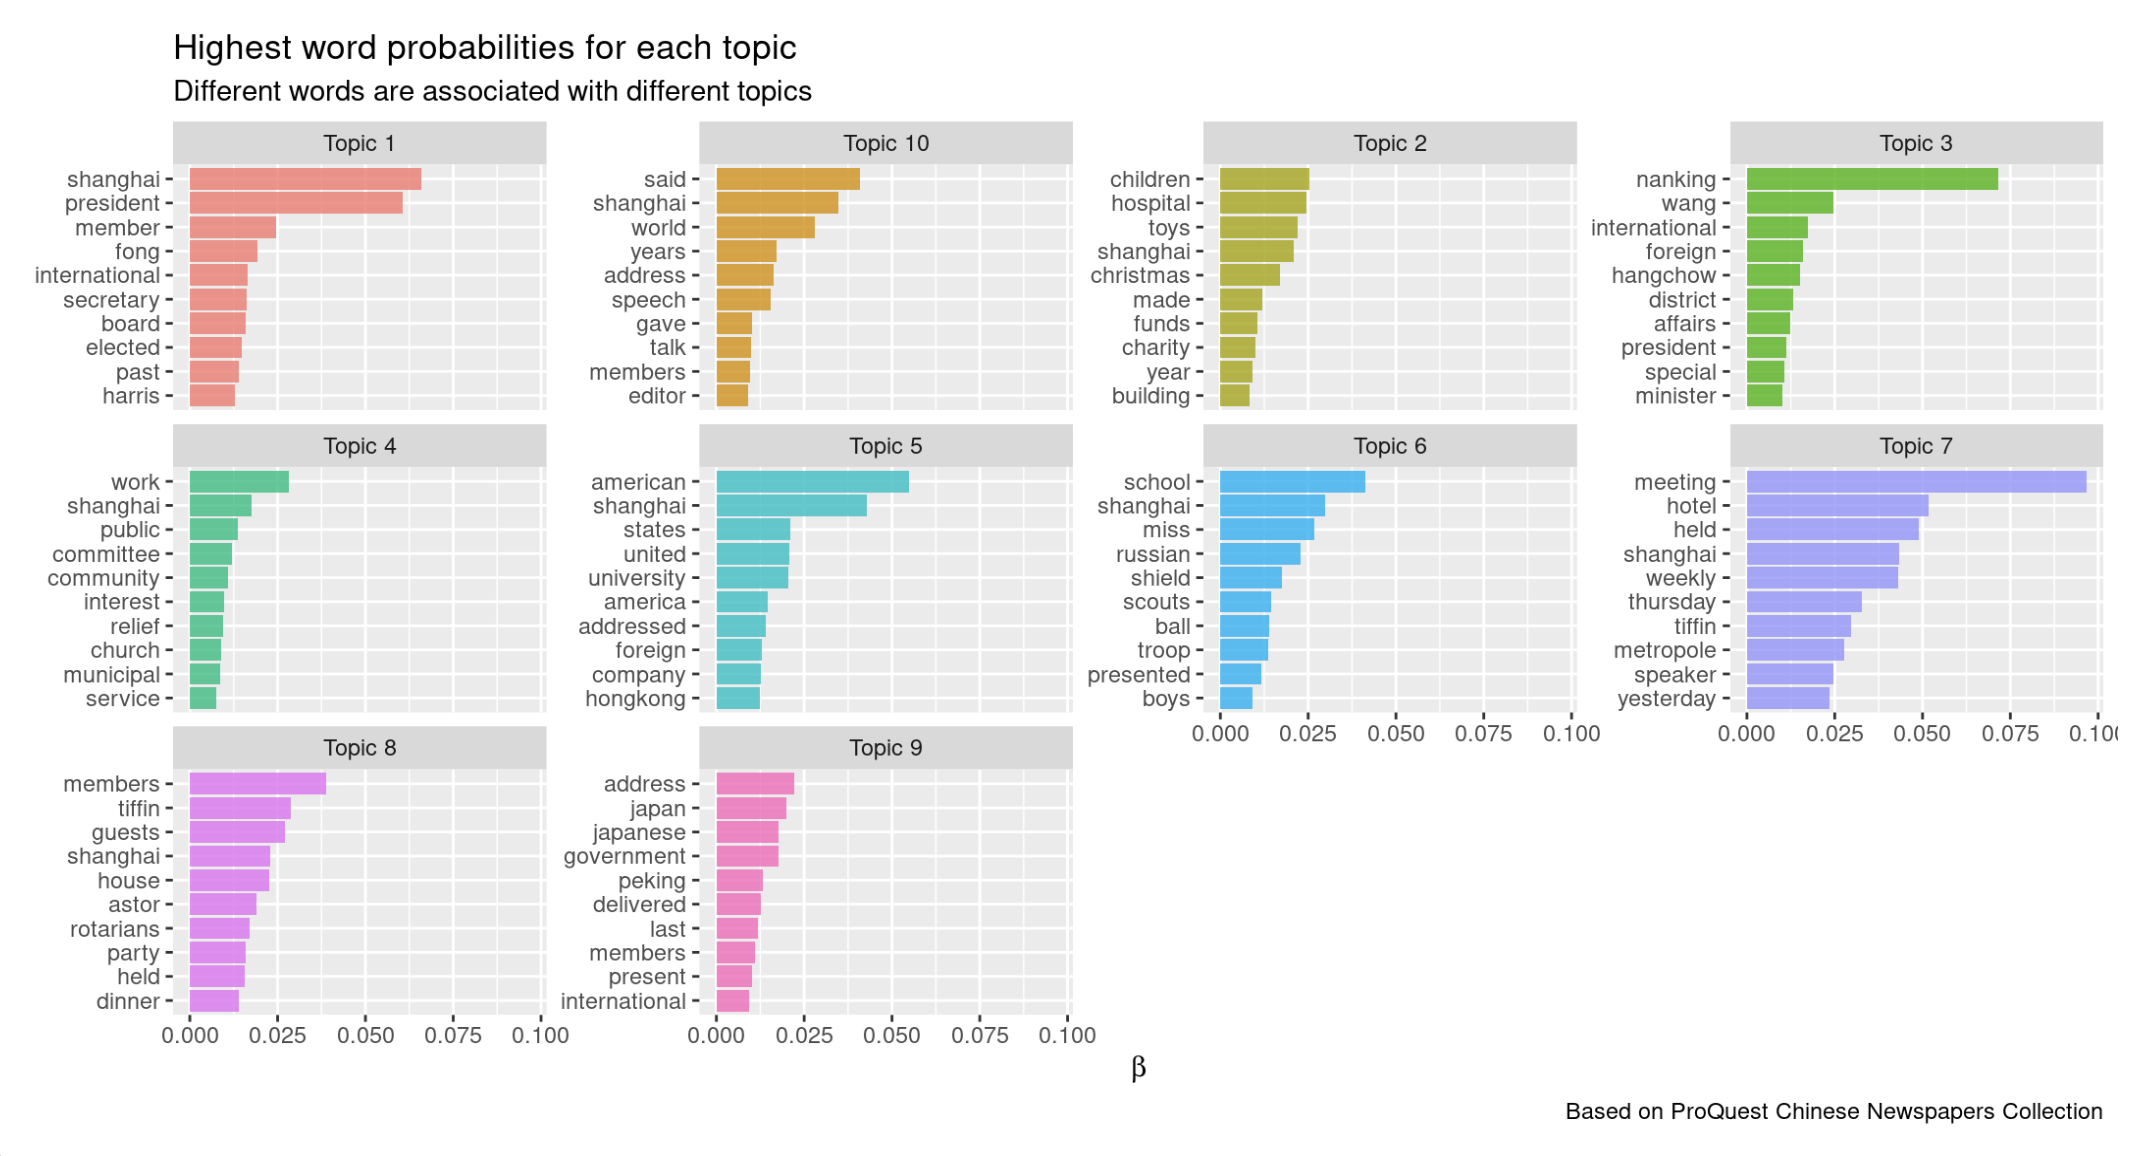 Highest word probabilities for each topic
Different words are associated with different topics
Topic 1
shanghai
president
member
fong
international
secretary
board
elected
past
harris
Topic 10
said
shanghai
world
years
address
speech
gave
talk
members
editor
Topic 2
children
hospital
toys
shanghai
christmas
made
funds
charity
year
building
Topic 3
nanking
wang
international
foreign
hangchow
district
affairs
president
special
minister
Topic 4
work
shanghai
public
committee
community
interest
relief
church
municipal
service
Topic 5
american
shanghai
states
united
university
america
addressed
foreign
company
hongkong
Topic 6
school
shanghai
miss
russian
shield
scouts
ball
troop
presented
boys
0.000 0.025 0.050 0.075 0.100
Topic 7
meeting
hotel
held
shanghai
weekly
thursday
tiffin
metropole
speaker
yesterday
0.000 0.025 0.050 0.075 0.10
Topic 8
members
tiffin
guests
shanghai
house
astor
rotarians
party
held
dinner
0.000 0.025 0.050 0.075 0.100
Topic 9
address
japan
japanese
government
peking
delivered
last
members
present
international
0.000 0.025 0.050 0.075 0.100
β
Based on ProQuest Chinese Newspapers Collection